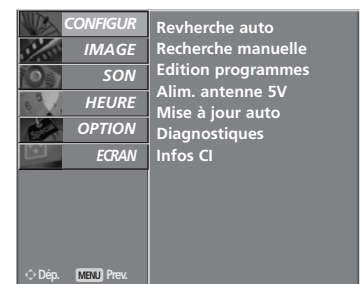 CONFIGUR
IMAGE
SON
HEURE
OPTION
ECRAN
Revherche auto
Recherche manuelle
Edition programmes
Alim. antenne 5V
Mise à jour auto
Diagnostiques
Infos CI
Dép. MENU Prev.